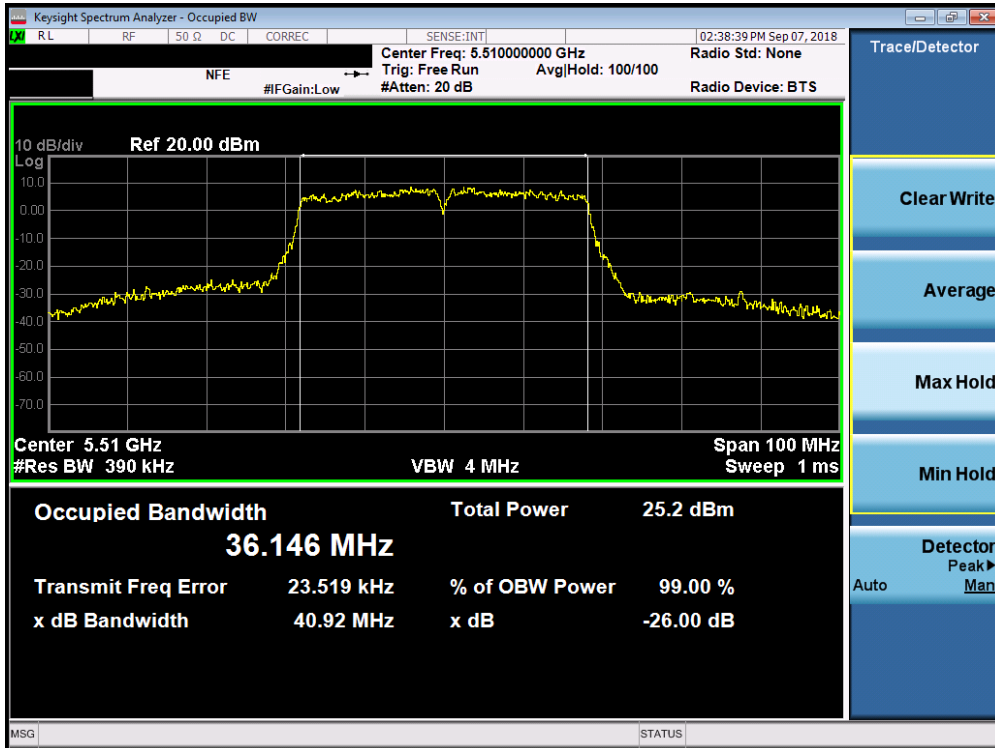 Keysight Spectrum Analyzer - Occupied BW
LXI RL RF 50 Ω DC CORREC SENSE:INT 02:38:39 PM Sep 07, 2018
Center Freq: 5.510000000 GHz Radio Std: None
NFE Trig: Free Run Avg|Hold: 100/100
#IFGain:Low #Atten: 20 dB Radio Device: BTS
10 dB/div Ref 20.00 dBm
Log
10.0
0.00
-10.0
-20.0
-30.0
-40.0
-50.0
-60.0
-70.0
Center 5.51 GHz Span 100 MHz
#Res BW 390 kHz VBW 4 MHz Sweep 1 ms
Occupied Bandwidth Total Power 25.2 dBm
36.146 MHz
Transmit Freq Error 23.519 kHz % of OBW Power 99.00 %
x dB Bandwidth 40.92 MHz x dB -26.00 dB
MSG STATUS
Trace/Detector
Clear Write
Average
Max Hold
Min Hold
Detector
Peak▶
Auto Man